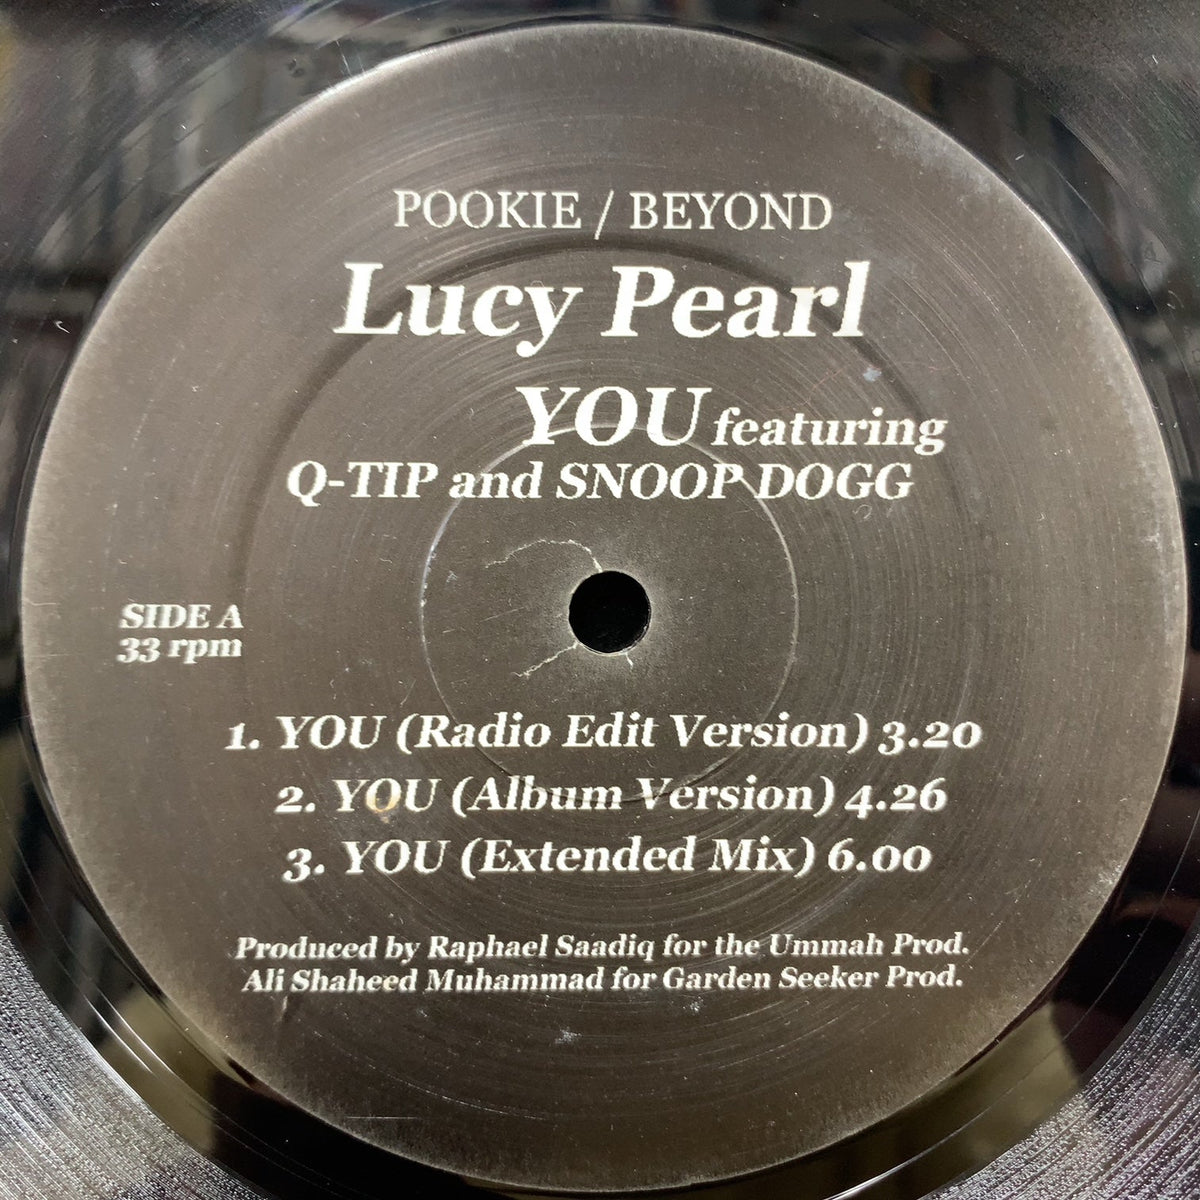 POOKIE / BEYOND
Lucy Pearl
YOU featuring
Q-TIP and SNOOP DOGG
SIDE A
33 rpm
1. YOU (Radio Edit Version) 3.20
2. YOU (Album Version) 4.26
3. YOU (Extended Mix) 6.00
Produced by Raphael Saadiq for the Ummah Prod.
Ali Shaheed Muhammad for Garden Seeker Prod.